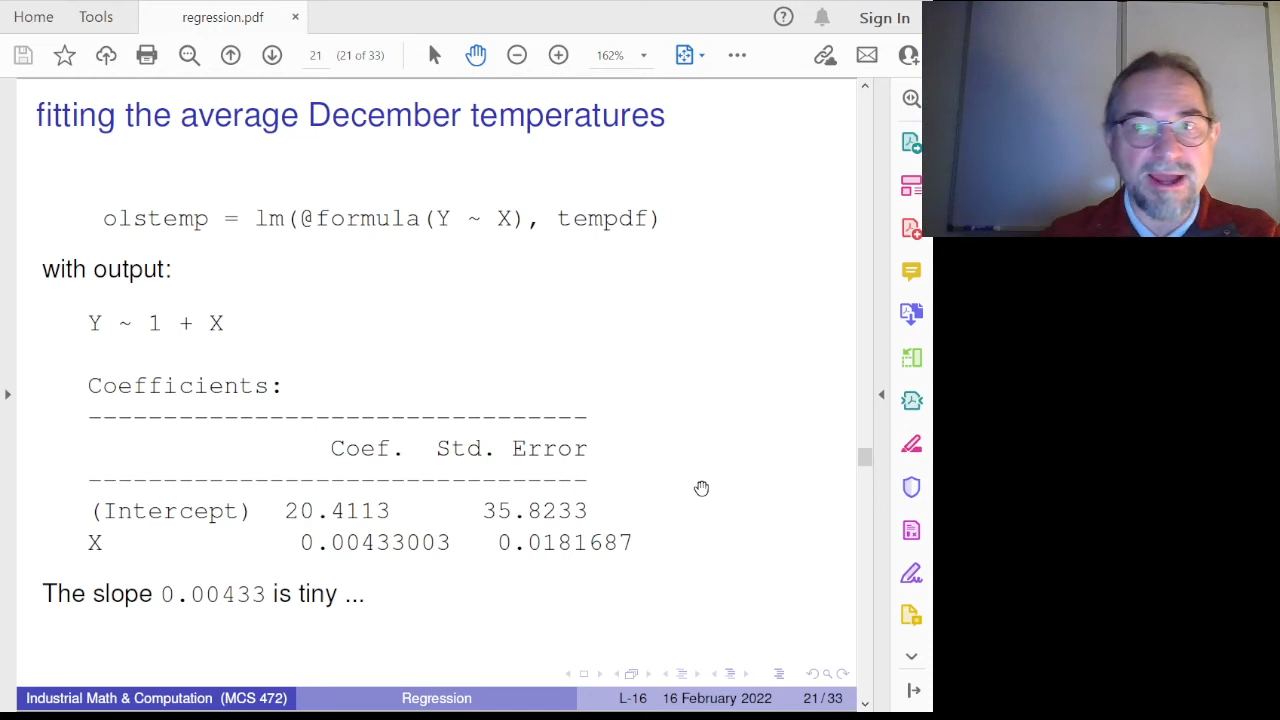 Home
Tools
regression.pdf
×
?
Sign In
21
(21 of 33)
162%
fitting the average December temperatures
olstemp = lm(@formula(Y ~ X), tempdf)
with output:
Y ~ 1 + X
Coefficients:
---------------------------------
Coef. Std. Error
---------------------------------
(Intercept) 20.4113 35.8233
X 0.00433003 0.0181687
The slope 0.00433 is tiny ...
Industrial Math & Computation (MCS 472)
Regression
L-16 16 February 2022
21 / 33